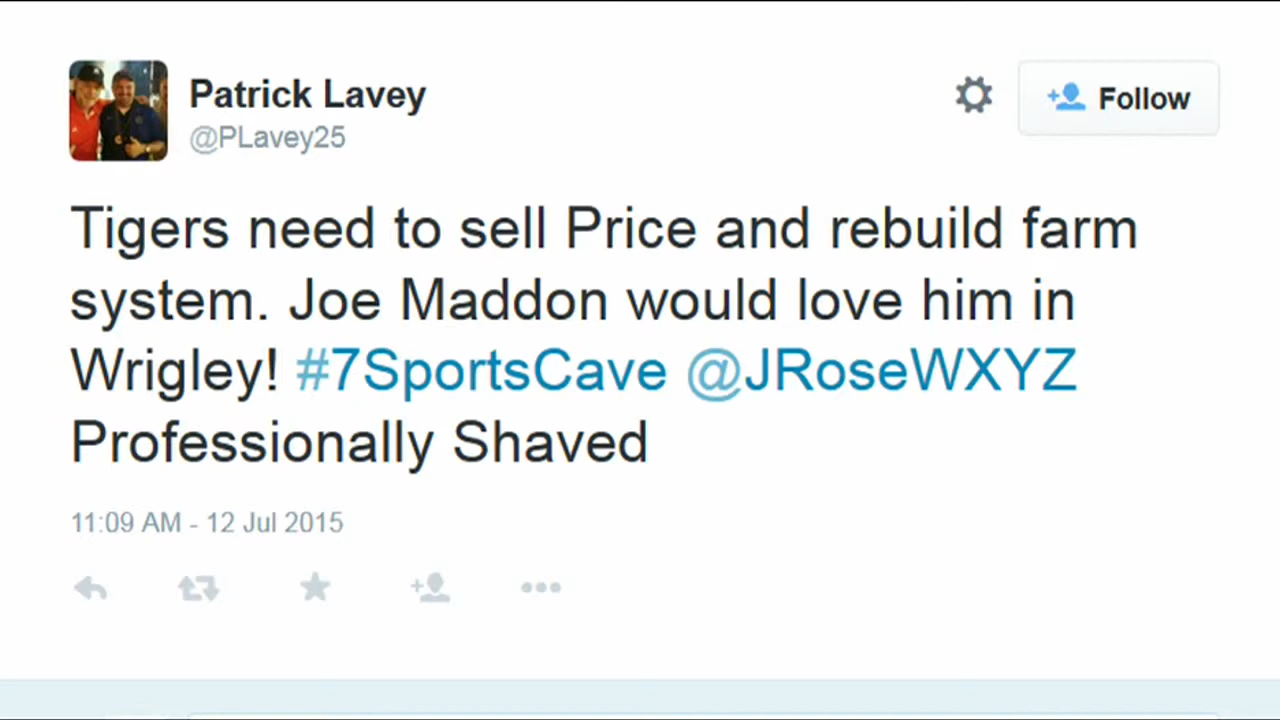 Patrick Lavey
@PLavey25
Follow
Tigers need to sell Price and rebuild farm
system. Joe Maddon would love him in
Wrigley! #7SportsCave @JRoseWXYZ
Professionally Shaved
11:09 AM - 12 Jul 2015